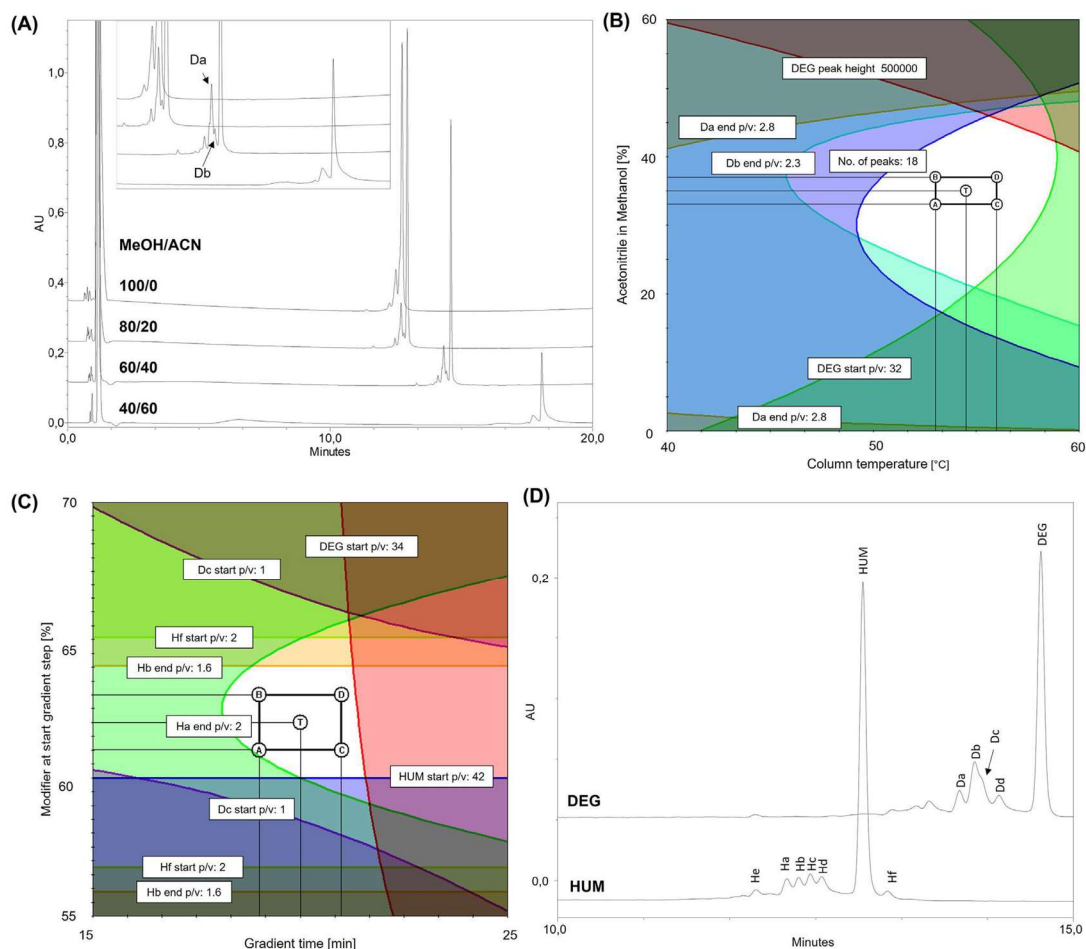 (A)
1,0
0,8
0,6
0,4
0,2
0,0
AU
Da
Db
MeOH/ACN
100/0
80/20
60/40
40/60
0,0
10,0
20,0
Minutes
(B)
60
40
20
0
Acetonitrile in Methanol [%]
DEG peak height 500000
Da end p/v: 2.8
Db end p/v: 2.3
No. of peaks: 18
B
D
T
A
C
DEG start p/v: 32
Da end p/v: 2.8
40
50
60
Column temperature [°C]
(C)
70
65
60
55
Modifier at start gradient step [%]
DEG start p/v: 34
Dc start p/v: 1
Hf start p/v: 2
Hb end p/v: 1.6
B
D
Ha end p/v: 2
T
A
C
HUM start p/v: 42
Dc start p/v: 1
Hf start p/v: 2
Hb end p/v: 1.6
15
25
Gradient time [min]
(D)
0,2
0,0
AU
HUM
DEG
Da
Db
Dc
Dd
DEG
He
Ha
Hb
Hc
Hd
Hf
HUM
10,0
15,0
Minutes